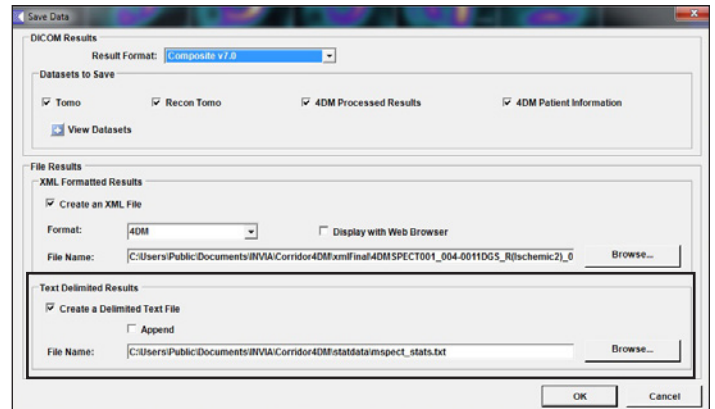 Save Data
DICOM Results
Result Format: Composite v7.0
Datasets to Save
Tomo Recon Tomo 4DM Processed Results 4DM Patient Information
View Datasets
File Results
XML Formatted Results
Create an XML File
Format: 4DM Display with Web Browser
File Name: C:\Users\Public\Documents\INVIA\Corridor4DM\xmlFinal\4DMSPECT001_004-0011DGS_R(Ischemic2)_0 Browse...
Text Delimited Results
Create a Delimited Text File
Append
File Name: C:\Users\Public\Documents\INVIA\Corridor4DM\statdata\mspect_stats.txt Browse...
OK Cancel